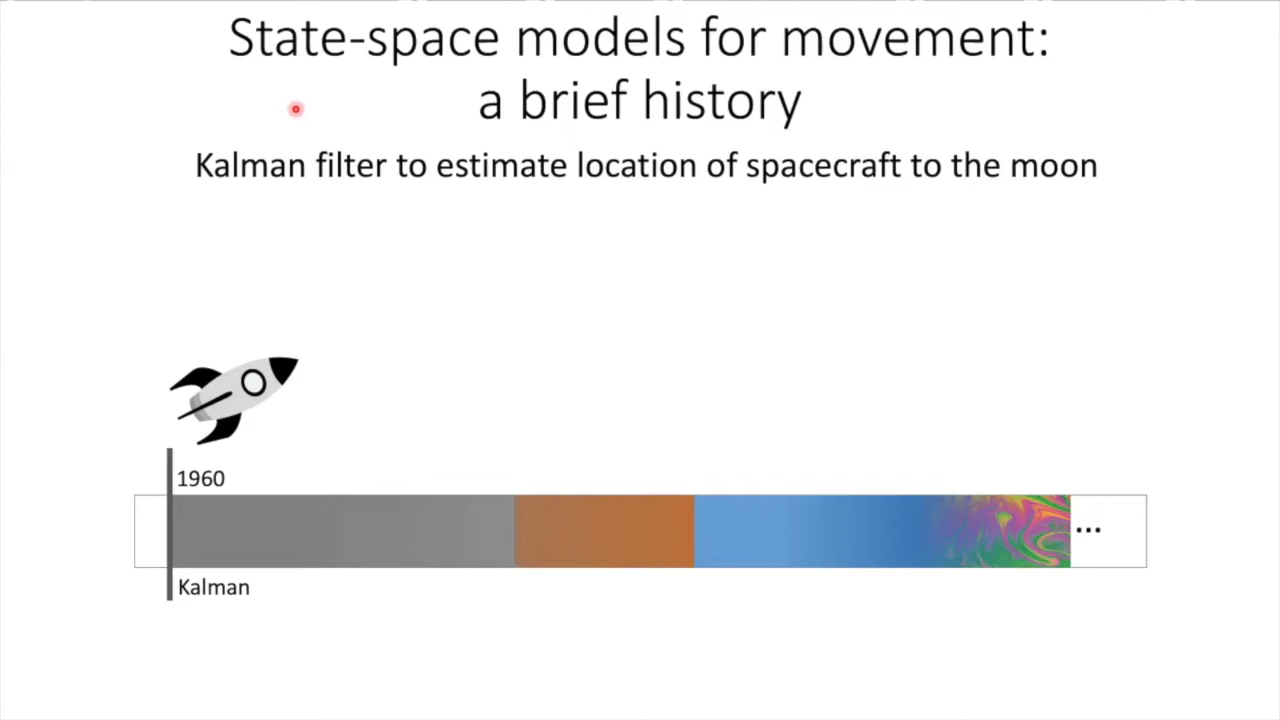 State-space models for movement:
a brief history
Kalman filter to estimate location of spacecraft to the moon
1960
...
Kalman